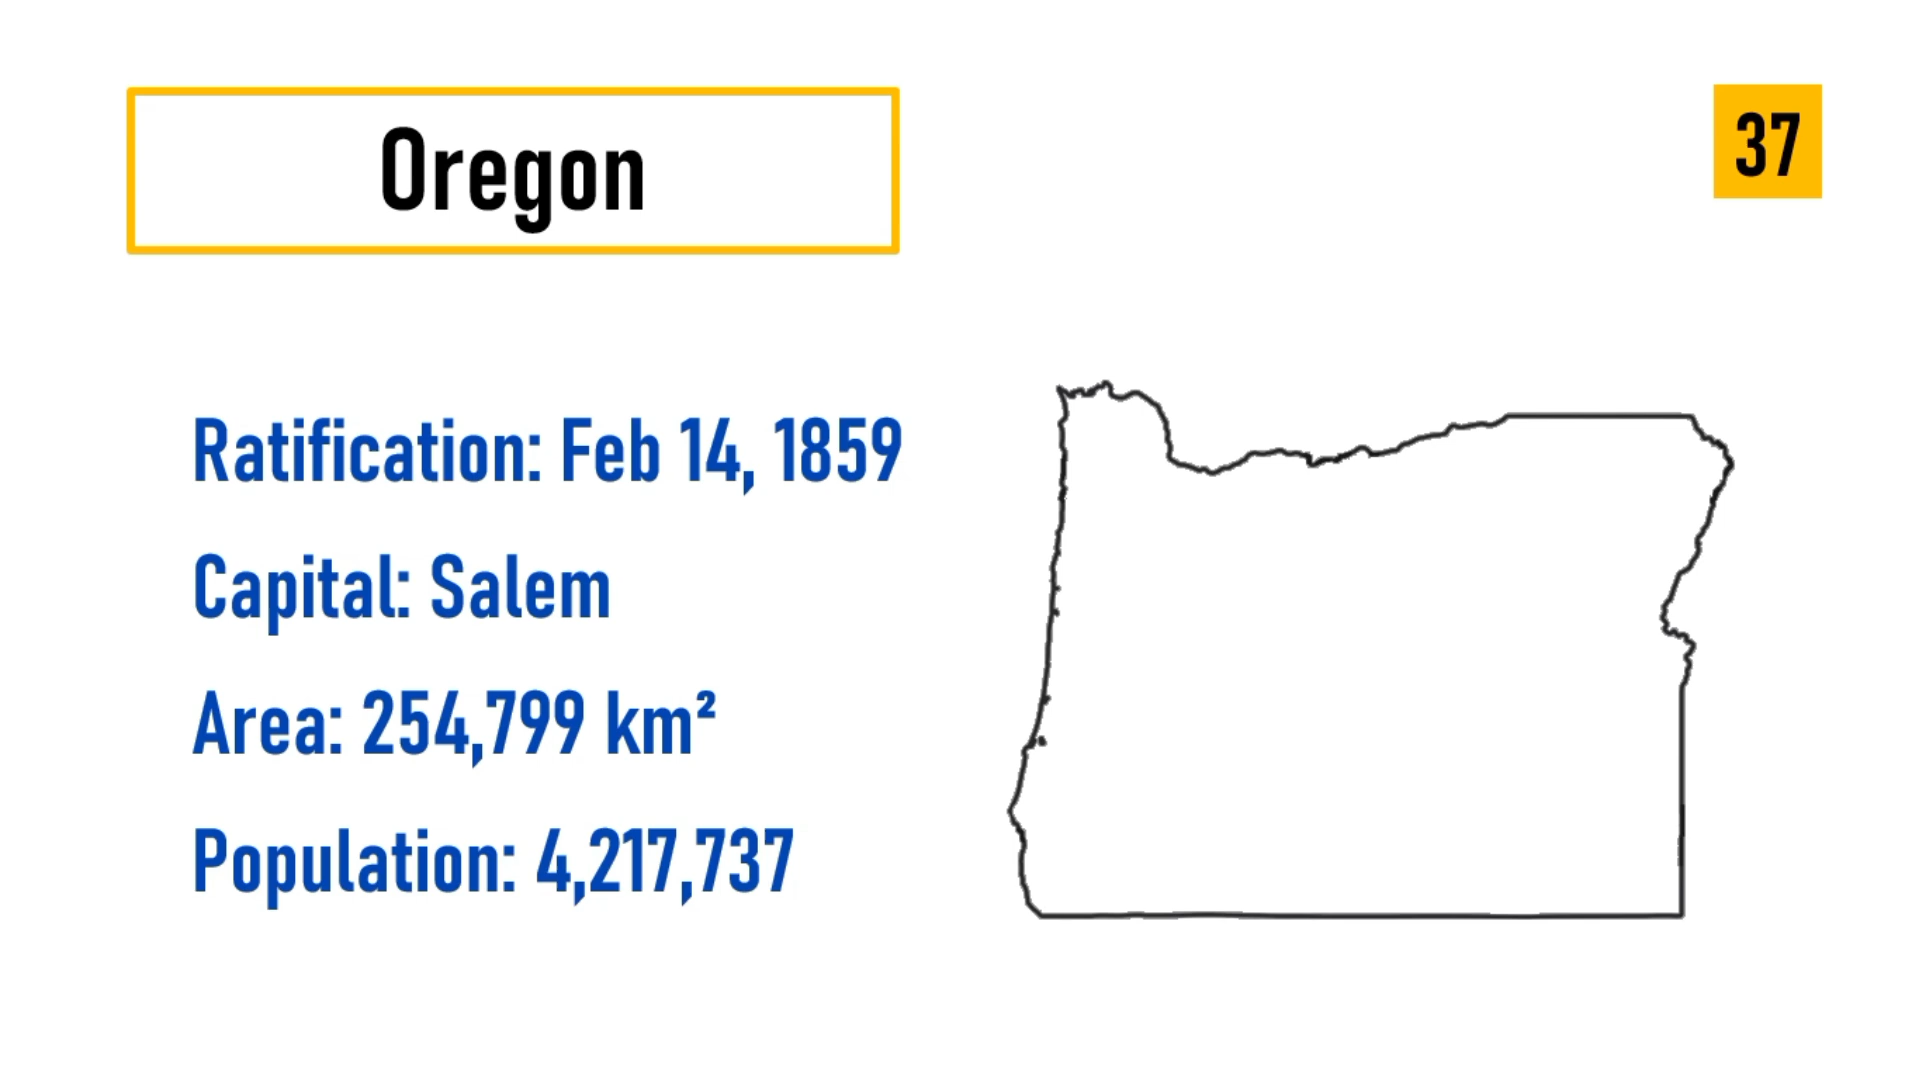 Oregon
37
Ratification: Feb 14, 1859
Capital: Salem
Area: 254,799 km²
Population: 4,217,737